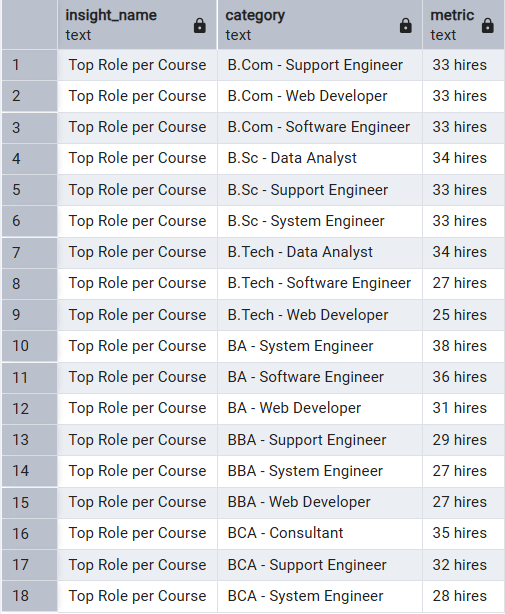 insight_name category metric
text text text
1 Top Role per Course B.Com - Support Engineer 33 hires
2 Top Role per Course B.Com - Web Developer 33 hires
3 Top Role per Course B.Com - Software Engineer 33 hires
4 Top Role per Course B.Sc - Data Analyst 34 hires
5 Top Role per Course B.Sc - Support Engineer 33 hires
6 Top Role per Course B.Sc - System Engineer 33 hires
7 Top Role per Course B.Tech - Data Analyst 34 hires
8 Top Role per Course B.Tech - Software Engineer 27 hires
9 Top Role per Course B.Tech - Web Developer 25 hires
10 Top Role per Course BA - System Engineer 38 hires
11 Top Role per Course BA - Software Engineer 36 hires
12 Top Role per Course BA - Web Developer 31 hires
13 Top Role per Course BBA - Support Engineer 29 hires
14 Top Role per Course BBA - System Engineer 27 hires
15 Top Role per Course BBA - Web Developer 27 hires
16 Top Role per Course BCA - Consultant 35 hires
17 Top Role per Course BCA - Support Engineer 32 hires
18 Top Role per Course BCA - System Engineer 28 hires